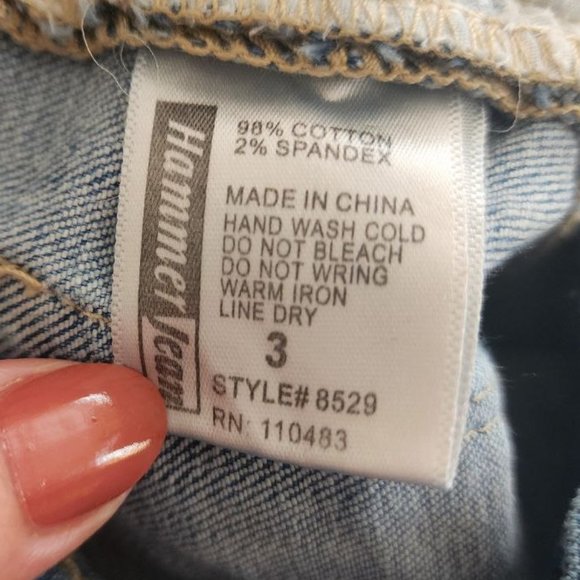 Hammer Jean
98% COTTON
2% SPANDEX
MADE IN CHINA
HAND WASH COLD
DO NOT BLEACH
DO NOT WRING
WARM IRON
LINE DRY
3
STYLE# 8529
RN: 110483